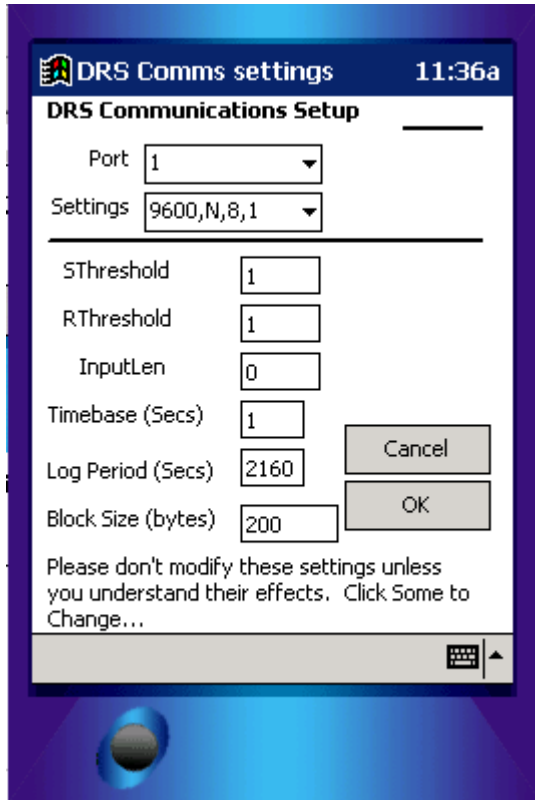 DRS Comms settings 11:36a
DRS Communications Setup
Port 1
Settings 9600,N,8,1
SThreshold 1
RThreshold 1
InputLen 0
Timebase (Secs) 1
Cancel
Log Period (Secs) 2160
OK
Block Size (bytes) 200
Please don't modify these settings unless
you understand their effects. Click Some to
Change...